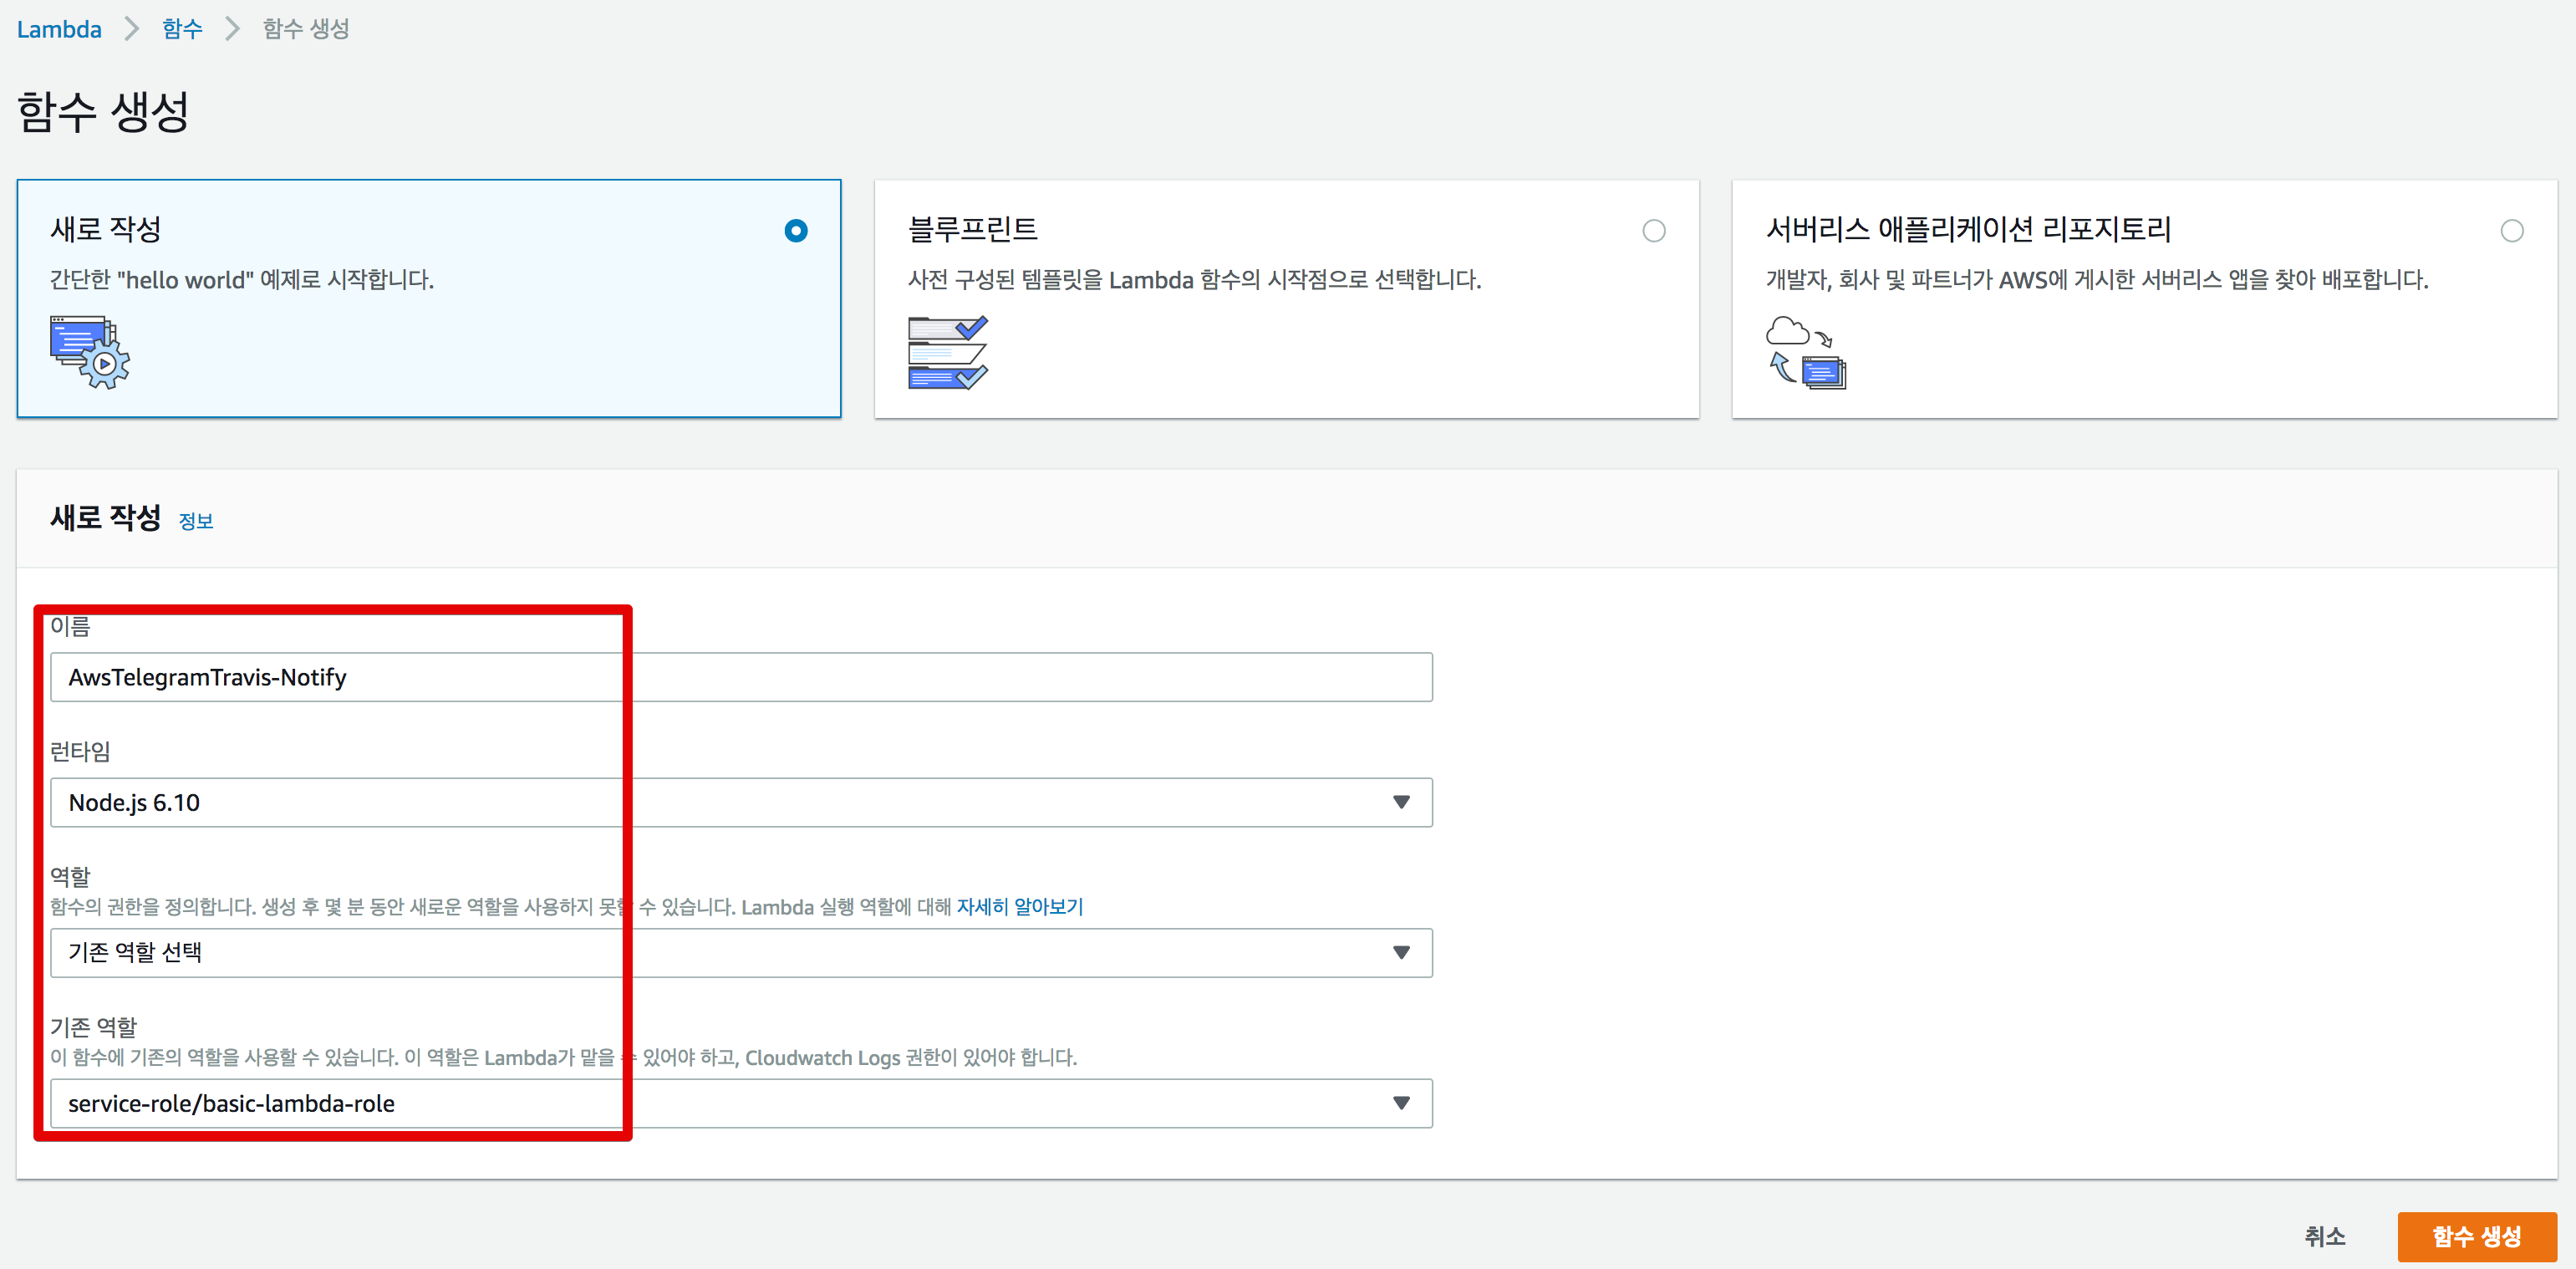 Lambda > 함수 > 함수 생성
함수 생성
새로 작성
간단한 "hello world" 예제로 시작합니다.
블루프린트
사전 구성된 템플릿을 Lambda 함수의 시작점으로 선택합니다.
서버리스 애플리케이션 리포지토리
개발자, 회사 및 파트너가 AWS에 게시한 서버리스 앱을 찾아 배포합니다.
새로 작성 정보
이름
AwsTelegramTravis-Notify
런타임
Node.js 6.10
역할
함수의 권한을 정의합니다. 생성 후 몇 분 동안 새로운 역할을 사용하지 못할 수 있습니다. Lambda 실행 역할에 대해 자세히 알아보기
기존 역할 선택
기존 역할
이 함수에 기존의 역할을 사용할 수 있습니다. 이 역할은 Lambda가 맡을 수 있어야 하고, Cloudwatch Logs 권한이 있어야 합니다.
service-role/basic-lambda-role
취소
함수 생성